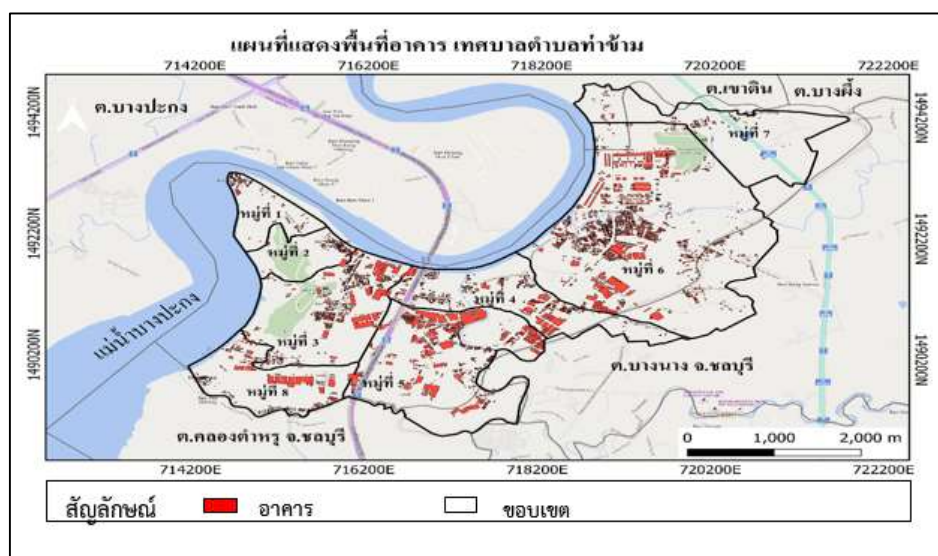 แผนที่แสดงพื้นที่อาคาร เทศบาลตำบลท่าข้าม
714200E 716200E 718200E 720200E 722200E
ต.บางปะกง
ต.เขาดิน
ต.บางผึ้ง
1494200N
1494200N
หมู่ที่ 7
หมู่ที่ 1
1492200N
1492200N
หมู่ที่ 2
หมู่ที่ 6
หมู่ที่ 4
แม่น้ำบางปะกง
หมู่ที่ 3
1490200N
1490200N
ต.บางนาง จ.ชลบุรี
หมู่ที่ 8
หมู่ที่ 5
ต.คลองตำหรุ จ.ชลบุรี
0 1,000 2,000 m
714200E 716200E 718200E 720200E 722200E
สัญลักษณ์ อาคาร ขอบเขต